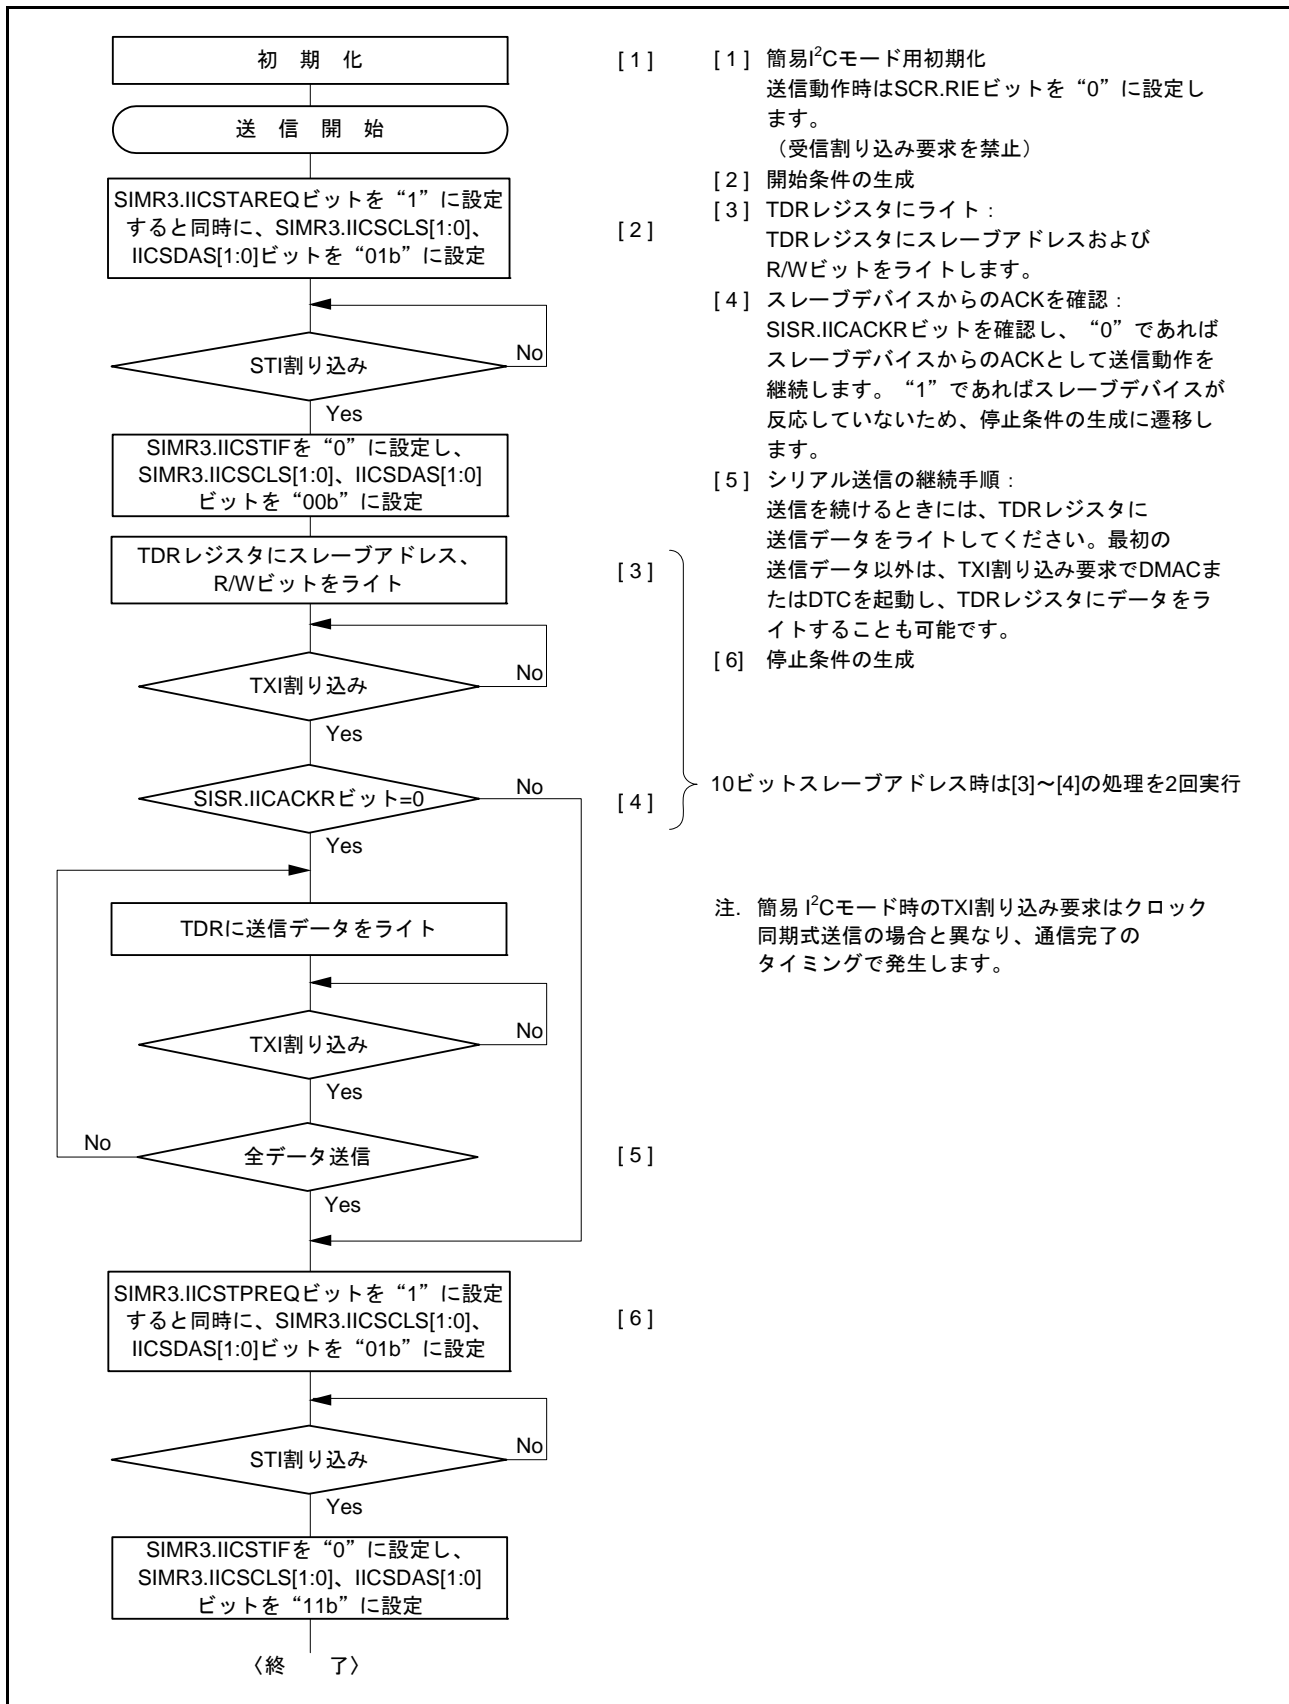 初 期 化
[ 1 ]
送 信 開 始
SIMR3.IICSTAREQビットを“1”に設定
すると同時に、SIMR3.IICSCLS[1:0]、
IICSDAS[1:0]ビットを“01b”に設定
[ 2 ]
STI割り込み
No
Yes
SIMR3.IICSTIFを“0”に設定し、
SIMR3.IICSCLS[1:0]、IICSDAS[1:0]
ビットを“00b”に設定
TDRレジスタにスレーブアドレス、
R/Wビットをライト
[ 3 ]
TXI割り込み
No
Yes
SISR.IICACKRビット=0
No
[ 4 ]
Yes
TDRに送信データをライト
TXI割り込み
No
Yes
全データ送信
No
[ 5 ]
Yes
SIMR3.IICSTPREQビットを“1”に設定
すると同時に、SIMR3.IICSCLS[1:0]、
IICSDAS[1:0]ビットを“01b”に設定
[ 6 ]
STI割り込み
No
Yes
SIMR3.IICSTIFを“0”に設定し、
SIMR3.IICSCLS[1:0]、IICSDAS[1:0]
ビットを“11b”に設定
〈終 了〉
[ 1 ] 簡易I²Cモード用初期化
送信動作時はSCR.RIEビットを“0”に設定し
ます。
（受信割り込み要求を禁止）
[ 2 ] 開始条件の生成
[ 3 ] TDRレジスタにライト：
TDRレジスタにスレーブアドレスおよび
R/Wビットをライトします。
[ 4 ] スレーブデバイスからのACKを確認：
SISR.IICACKRビットを確認し、“0”であれば
スレーブデバイスからのACKとして送信動作を
継続します。“1”であればスレーブデバイスが
反応していないため、停止条件の生成に遷移し
ます。
[ 5 ] シリアル送信の継続手順：
送信を続けるときには、TDRレジスタに
送信データをライトしてください。最初の
送信データ以外は、TXI割り込み要求でDMACま
たはDTCを起動し、TDRレジスタにデータをラ
イトすることも可能です。
[ 6] 停止条件の生成
10ビットスレーブアドレス時は[3]～[4]の処理を2回実行
注. 簡易 I²Cモード時のTXI割り込み要求はクロック
同期式送信の場合と異なり、通信完了の
タイミングで発生します。